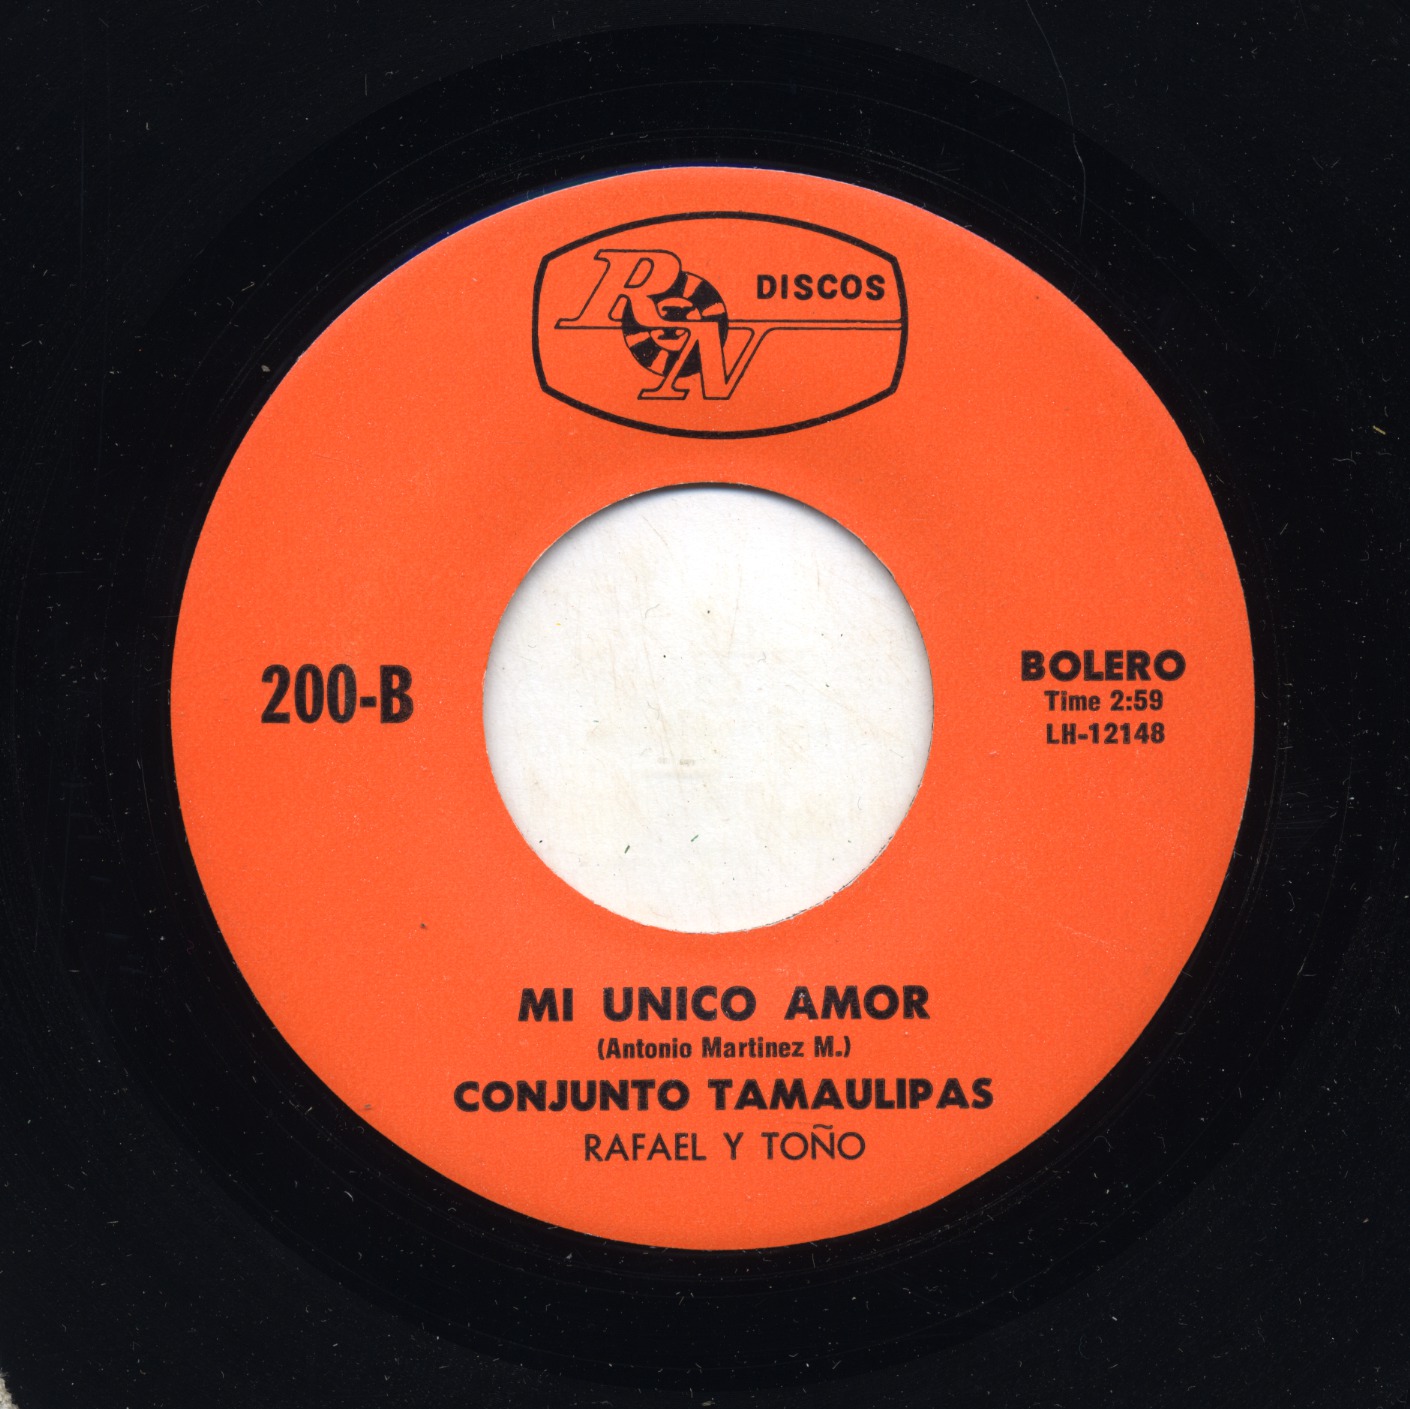 RN DISCOS
200-B
BOLERO
Time 2:59
LH-12148
MI UNICO AMOR
(Antonio Martinez M.)
CONJUNTO TAMAULIPAS
RAFAEL Y TOÑO